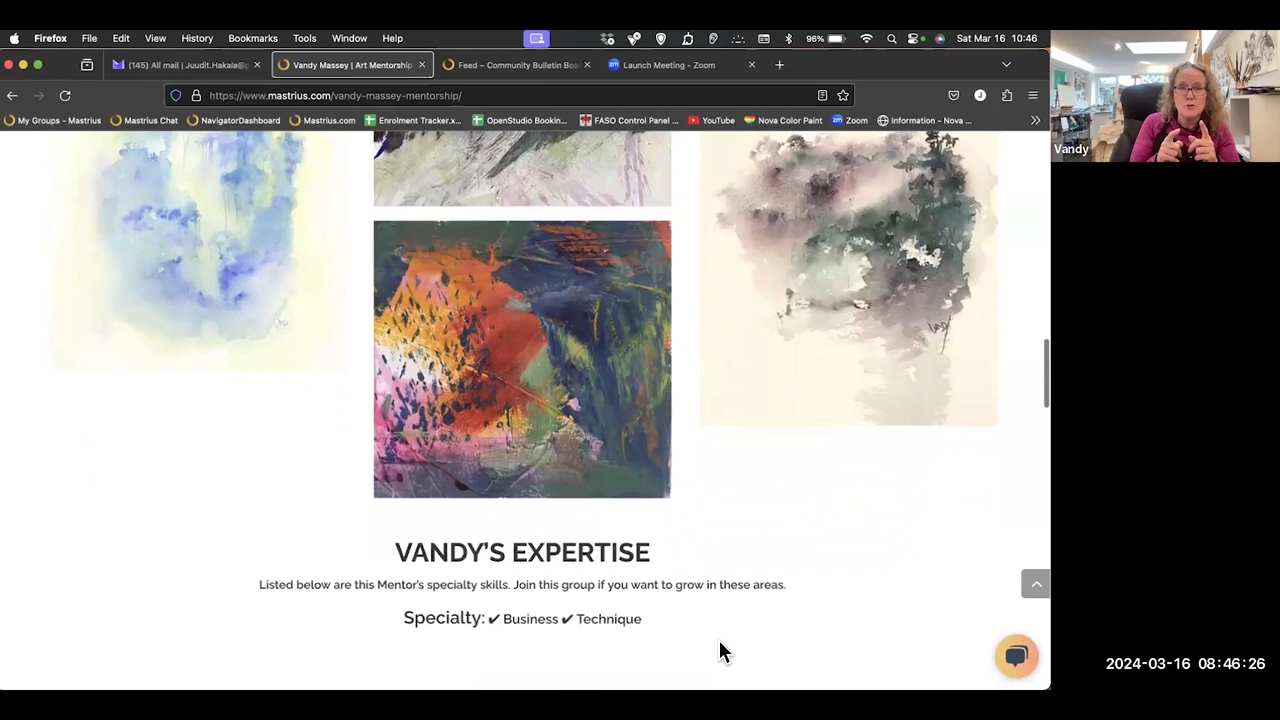 Firefox File Edit View History Bookmarks Tools Window Help 96% Sat Mar 16 10:46
(145) All mail | Juudit.Hakala@p Vandy Massey | Art Mentorship Feed – Community Bulletin Boa Launch Meeting - Zoom
https://www.mastrius.com/vandy-massey-mentorship/
My Groups - Mastrius Mastrius Chat NavigatorDashboard Mastrius.com Enrolment Tracker.x... OpenStudio Bookin... FASO Control Panel ... YouTube Nova Color Paint Zoom Information - Nova ...
Vandy
VANDY'S EXPERTISE
Listed below are this Mentor's specialty skills. Join this group if you want to grow in these areas.
Specialty: ✔ Business ✔ Technique
2024-03-16 08:46:26